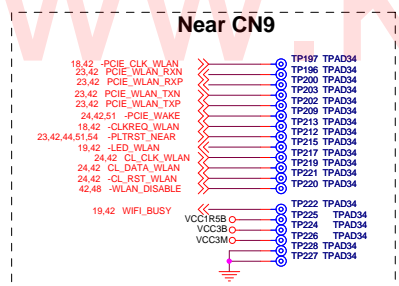 Near CN9
18,42 -PCIE_CLK_WLAN TP197 TPAD34
23,42 PCIE_WLAN_RXN TP196 TPAD34
23,42 PCIE_WLAN_RXP TP200 TPAD34
23,42 PCIE_WLAN_TXN TP203 TPAD34
23,42 PCIE_WLAN_TXP TP202 TPAD34
24,42,51 -PCIE_WAKE TP209 TPAD34
18,42 -CLKREQ_WLAN TP213 TPAD34
23,42,44,51,54 -PLTRST_NEAR TP212 TPAD34
19,42 -LED_WLAN TP215 TPAD34
24,42 CL_CLK_WLAN TP217 TPAD34
24,42 CL_DATA_WLAN TP219 TPAD34
24,42 -CL_RST_WLAN TP221 TPAD34
42,48 -WLAN_DISABLE TP220 TPAD34
19,42 WIFI_BUSY TP222 TPAD34
VCC1R5B TP225 TPAD34
VCC3B TP224 TPAD34
VCC3M TP226 TPAD34
TP228 TPAD34
TP227 TPAD34